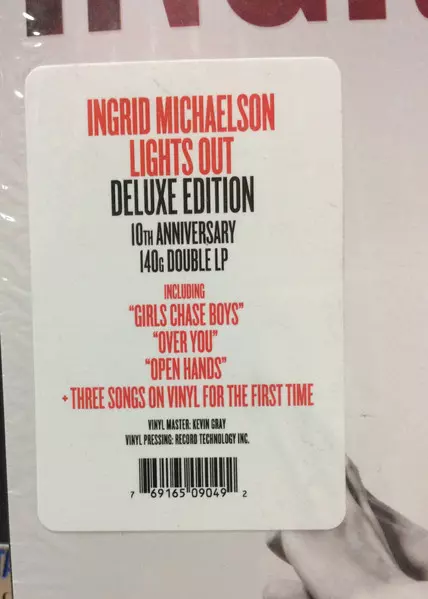 INGRID MICHAELSON
LIGHTS OUT
DELUXE EDITION
10TH ANNIVERSARY
140G DOUBLE LP
INCLUDING
“GIRLS CHASE BOYS”
“OVER YOU”
“OPEN HANDS”
+ THREE SONGS ON VINYL FOR THE FIRST TIME
VINYL MASTER: KEVIN GRAY
VINYL PRESSING: RECORD TECHNOLOGY INC.
7 69165 09049 2